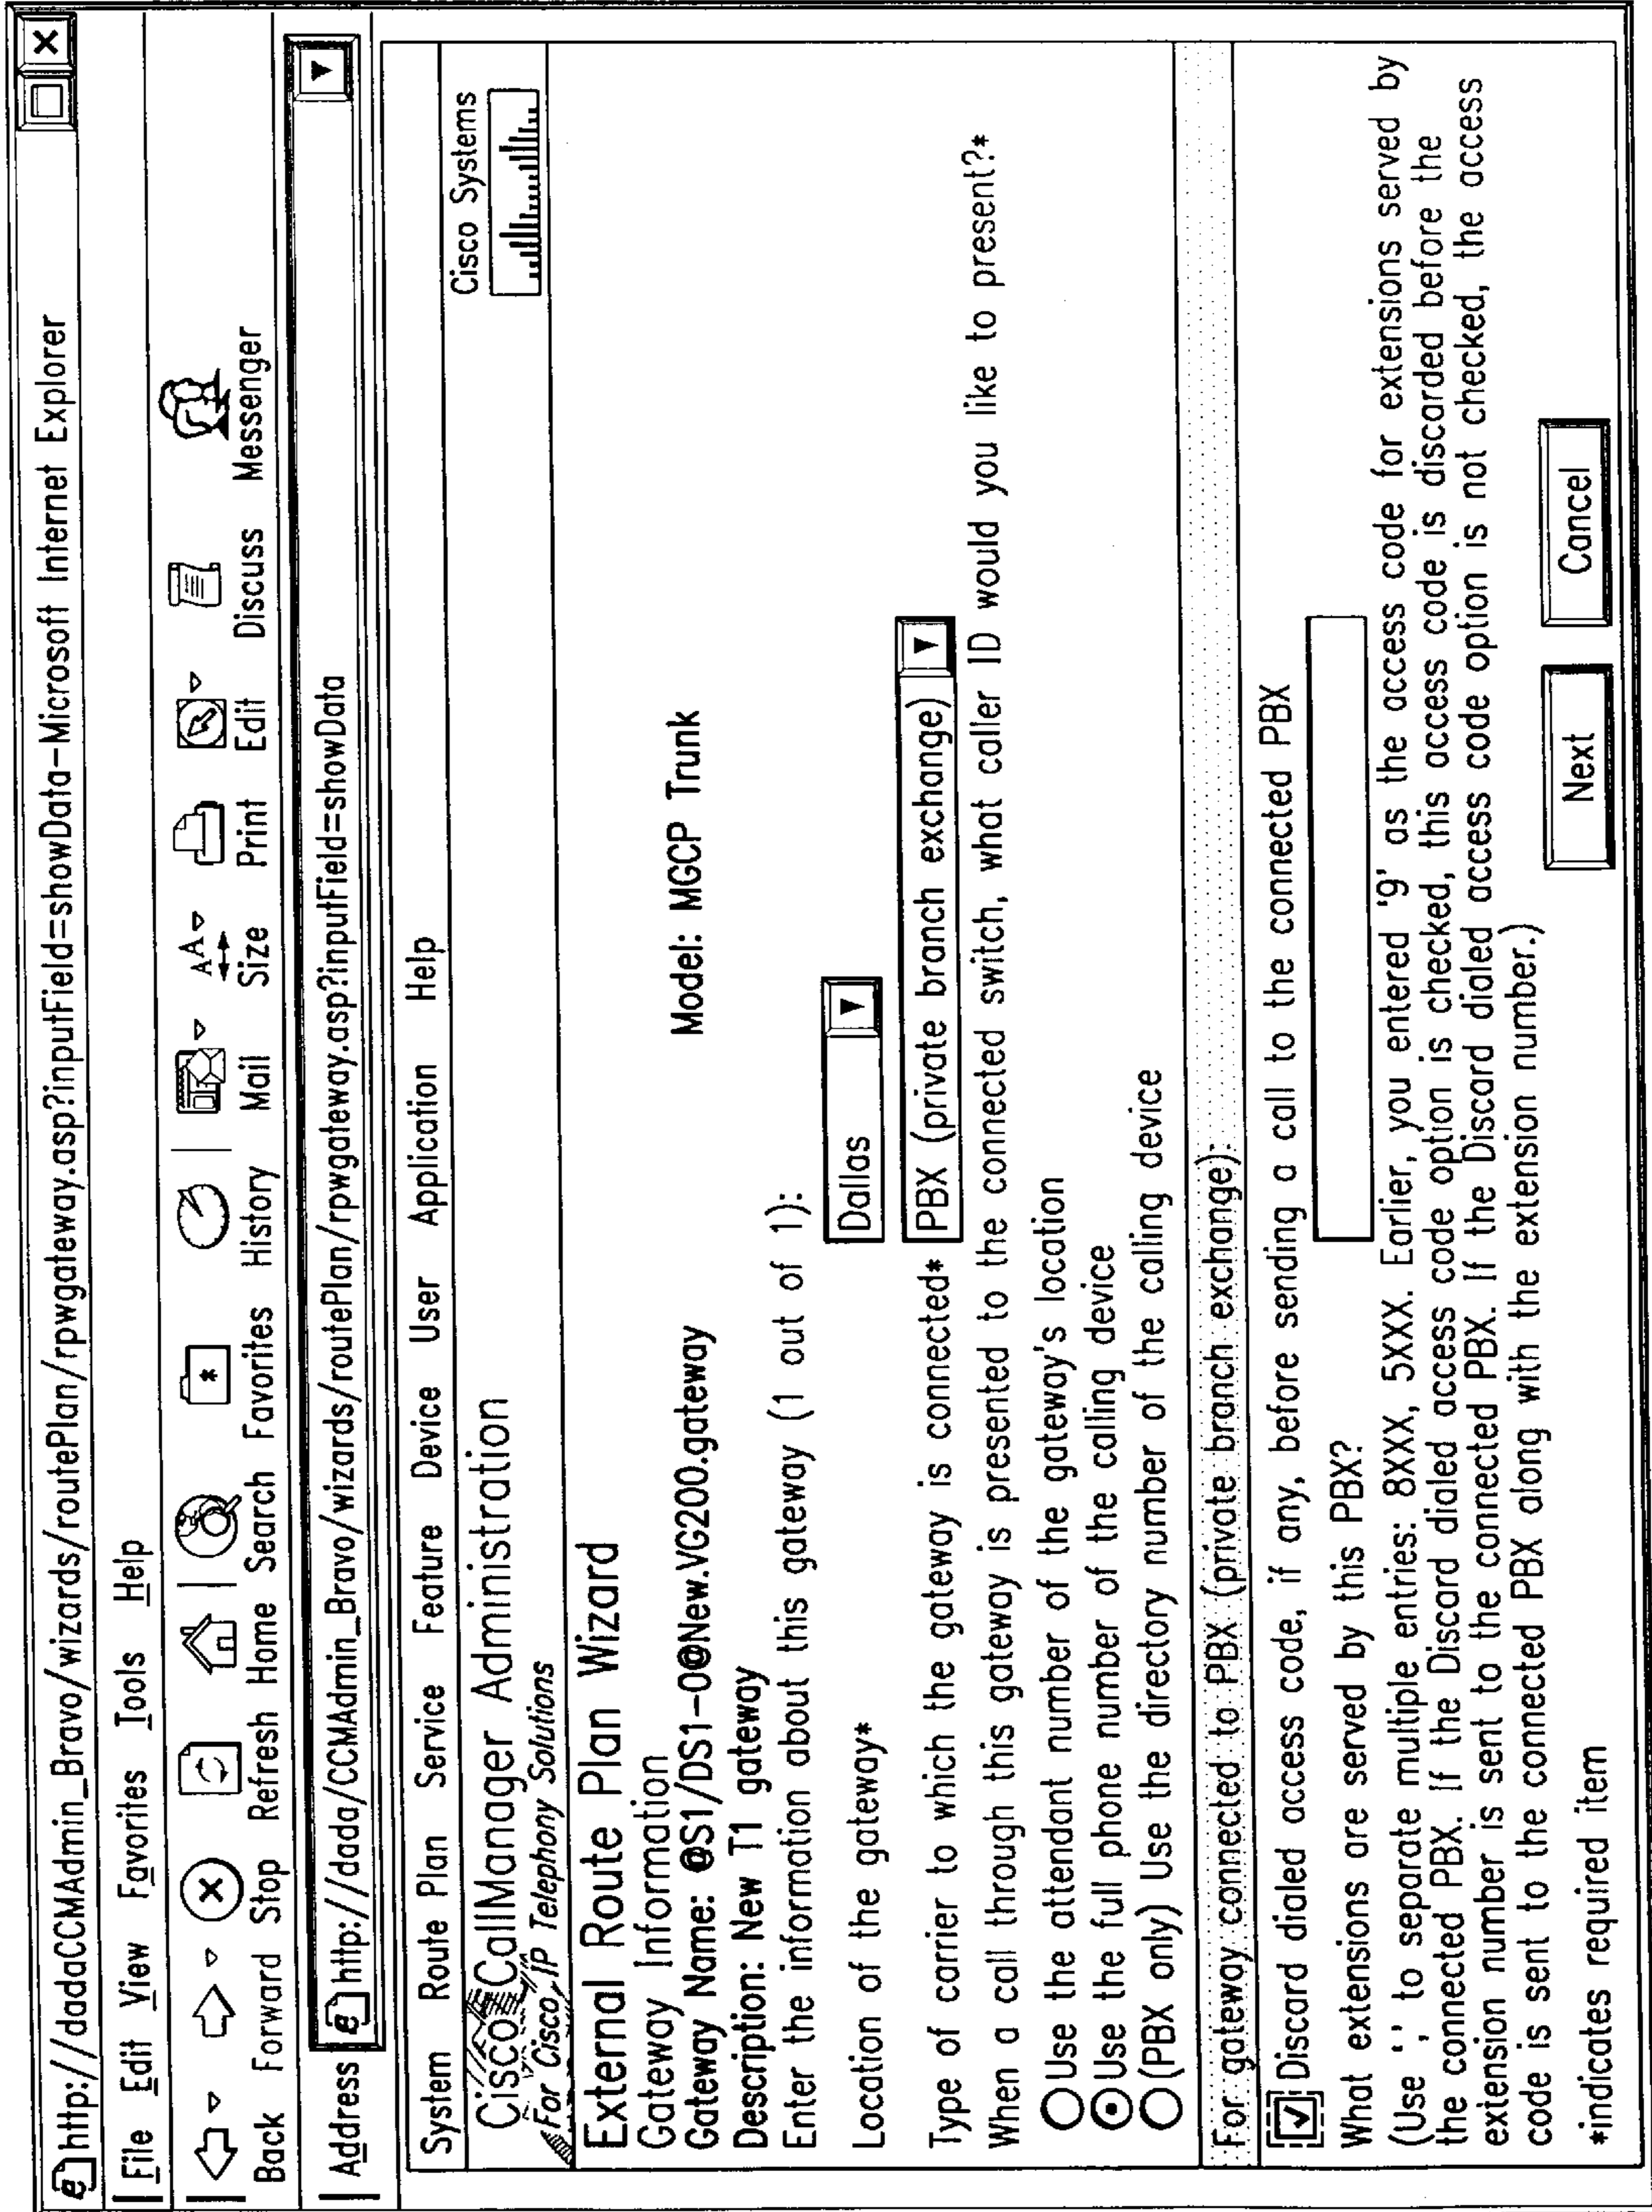 http://dadaCCMAdmin_Bravo/wizards/routePlan/rpwgateway.asp?inputField=showData-Microsoft Internet Explorer
File Edit View Favorites Tools Help
Back Forward Stop Refresh Home Search Favorites History Mail Size Print Edit Discuss Messenger
Address http://dada/CCMAdmin_Bravo/wizards/routePlan/rpwgateway.asp?inputField=showData
System Route Plan Service Feature Device User Application Help
Cisco CallManager Administration
For Cisco IP Telephony Solutions
Cisco Systems
External Route Plan Wizard
Gateway Information
Gateway Name: @S1/DS1-0@New.VG200.gateway Model: MGCP Trunk
Description: New T1 gateway
Enter the information about this gateway (1 out of 1):
Location of the gateway* Dallas
Type of carrier to which the gateway is connected* PBX (private branch exchange)
When a call through this gateway is presented to the connected switch, what caller ID would you like to present?*
Use the attendant number of the gateway's location
Use the full phone number of the calling device
(PBX only) Use the directory number of the calling device
For gateway connected to PBX (private branch exchange):
Discard dialed access code, if any, before sending a call to the connected PBX
What extensions are served by this PBX?
(Use ';' to separate multiple entries: 8XXX, 5XXX. Earlier, you entered '9' as the access code for extensions served by
the connected PBX. If the Discard dialed access code option is checked, this access code is discarded before the
extension number is sent to the connected PBX. If the Discard dialed access code option is not checked, the access
code is sent to the connected PBX along with the extension number.)
Next Cancel
*indicates required item